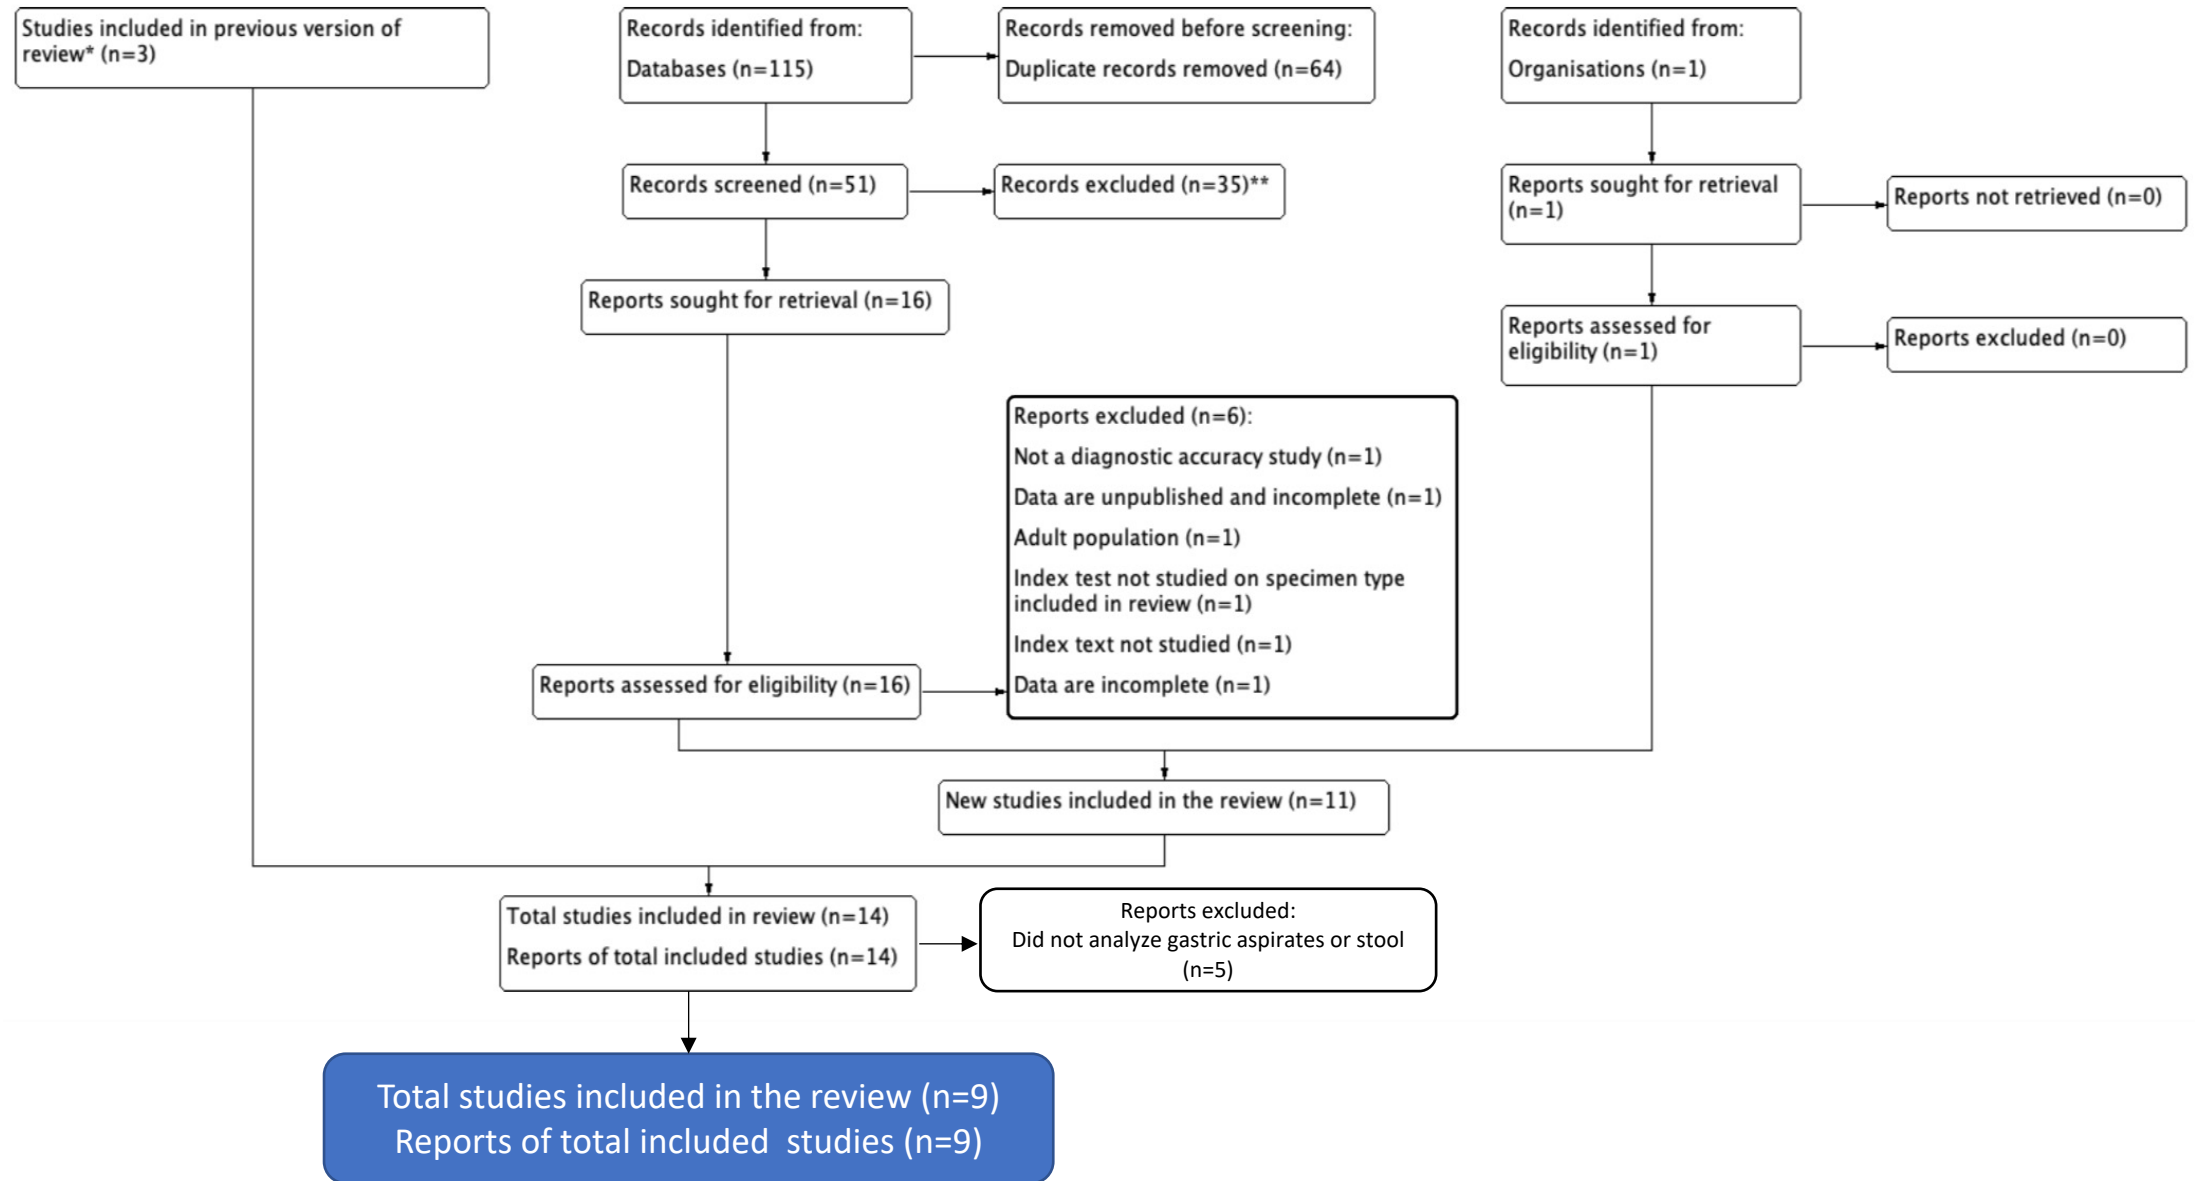 Studies included in previous version of
review* (n=3)
Records identified from:
Databases (n=115)
Records removed before screening:
Duplicate records removed (n=64)
Records identified from:
Organisations (n=1)
Records screened (n=51)
Records excluded (n=35)**
Reports sought for retrieval
(n=1)
Reports not retrieved (n=0)
Reports sought for retrieval (n=16)
Reports assessed for
eligibility (n=1)
Reports excluded (n=0)
Reports excluded (n=6):
Not a diagnostic accuracy study (n=1)
Data are unpublished and incomplete (n=1)
Adult population (n=1)
Index test not studied on specimen type
included in review (n=1)
Index text not studied (n=1)
Data are incomplete (n=1)
Reports assessed for eligibility (n=16)
New studies included in the review (n=11)
Total studies included in review (n=14)
Reports of total included studies (n=14)
Reports excluded:
Did not analyze gastric aspirates or stool
(n=5)
Total studies included in the review (n=9)
Reports of total included studies (n=9)